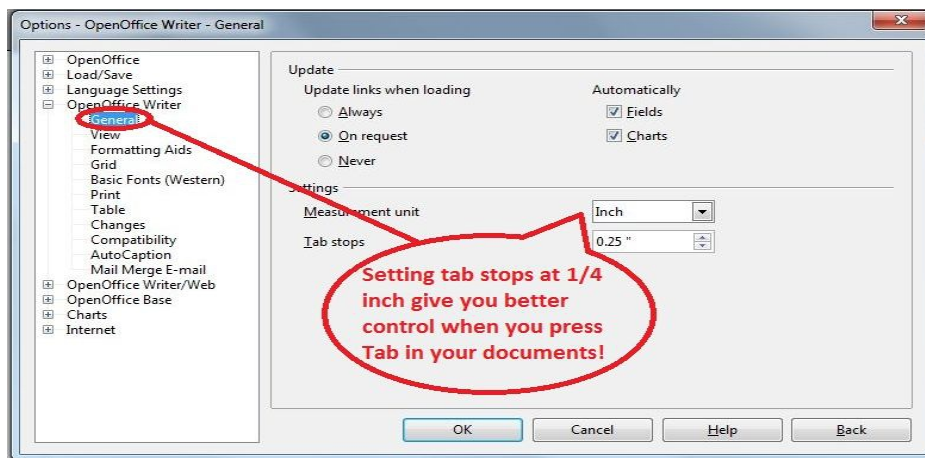 Options - OpenOffice Writer - General
OpenOffice
Load/Save
Language Settings
OpenOffice Writer
General
View
Formatting Aids
Grid
Basic Fonts (Western)
Print
Table
Changes
Compatibility
AutoCaption
Mail Merge E-mail
OpenOffice Writer/Web
OpenOffice Base
Charts
Internet
Update
Update links when loading
Always
On request
Never
Automatically
Fields
Charts
Settings
Measurement unit
Inch
Tab stops
0.25 "
Setting tab stops at 1/4
inch give you better
control when you press
Tab in your documents!
OK
Cancel
Help
Back